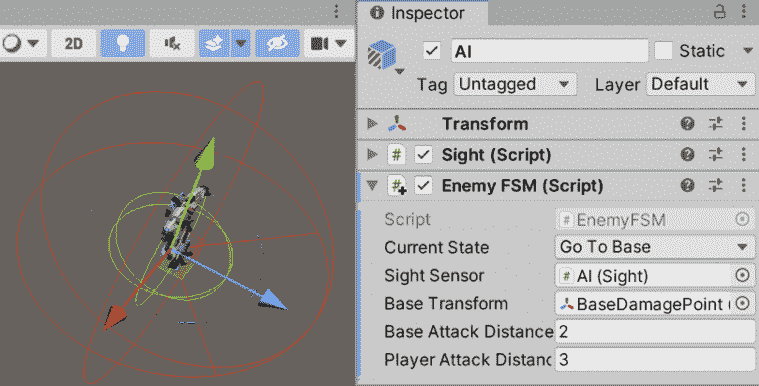 Inspector
2D
AI
Static
Tag Untagged Layer Default
Transform
# Sight (Script)
# Enemy FSM (Script)
Script # EnemyFSM
Current State Go To Base
Sight Sensor # AI (Sight)
Base Transform BaseDamagePoint (
Base Attack Distance 2
Player Attack Distanc 3